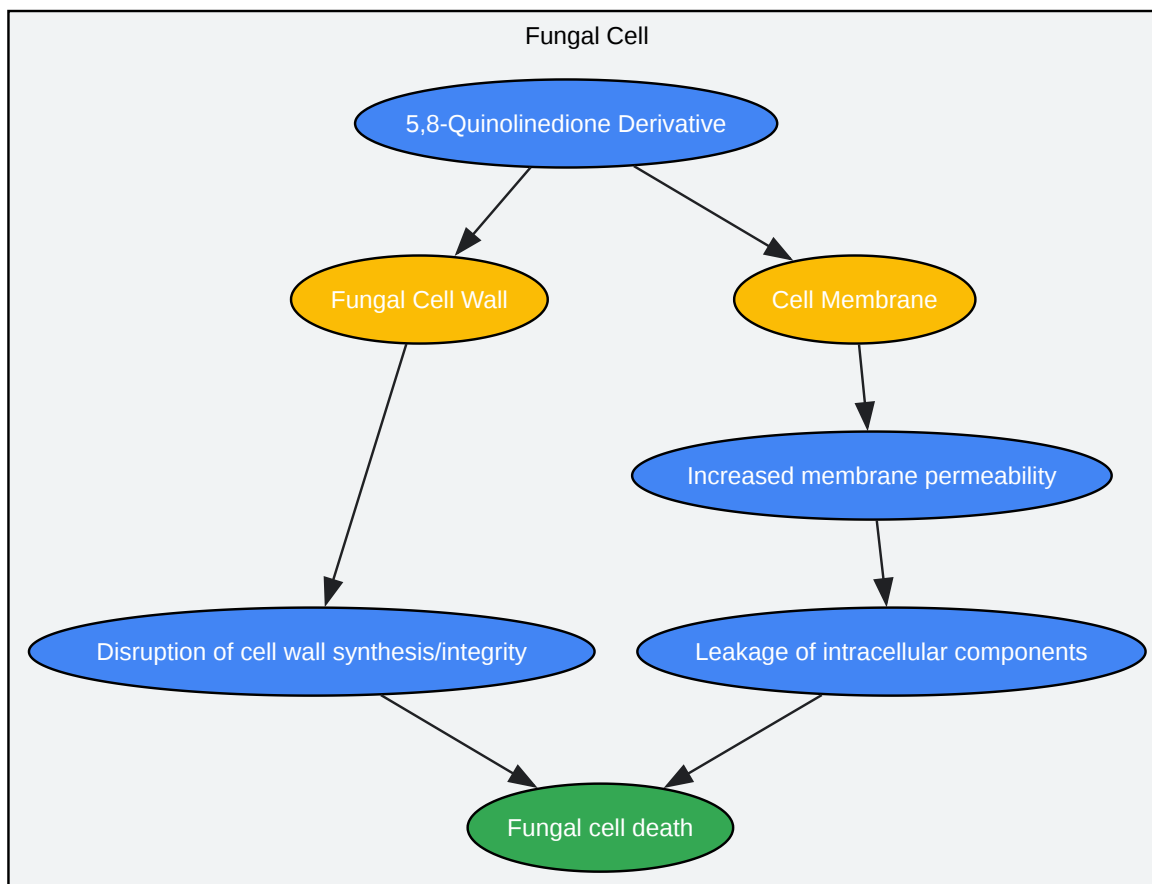 Fungal Cell
5,8-Quinolinedione Derivative
Fungal Cell Wall
Cell Membrane
Increased membrane permeability
Disruption of cell wall synthesis/integrity
Leakage of intracellular components
Fungal cell death